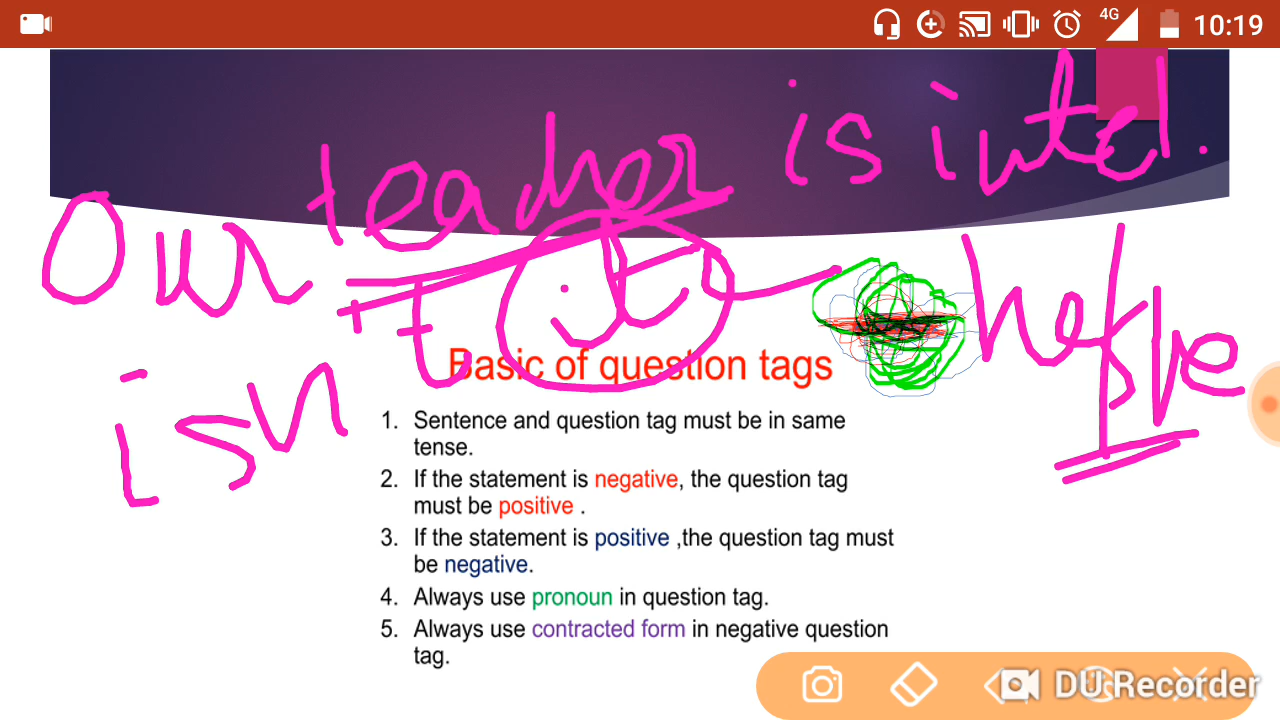 4G 10:19
Our teacher is intel.
isn't it he/she
Basic of question tags
1. Sentence and question tag must be in same
tense.
2. If the statement is negative, the question tag
must be positive .
3. If the statement is positive ,the question tag must
be negative.
4. Always use pronoun in question tag.
5. Always use contracted form in negative question
tag.
DU Recorder